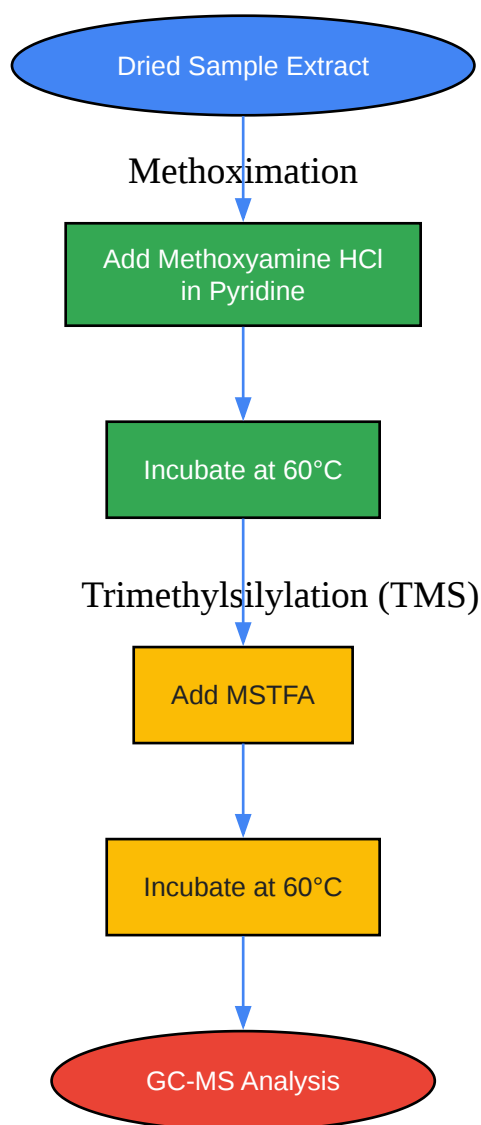 Dried Sample Extract
Methoximation
Add Methoxyamine HCl
in Pyridine
Incubate at 60°C
Trimethylsilylation (TMS)
Add MSTFA
Incubate at 60°C
GC-MS Analysis